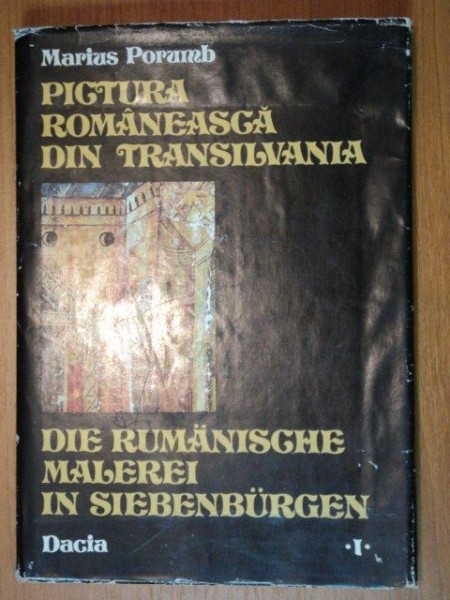 Marius Porumb
PICTURA
ROMÂNEASCĂ
DIN TRANSILVANIA
DIE RUMÄNISCHE
MALEREI
IN SIEBENBÜRGEN
Dacia ·I·